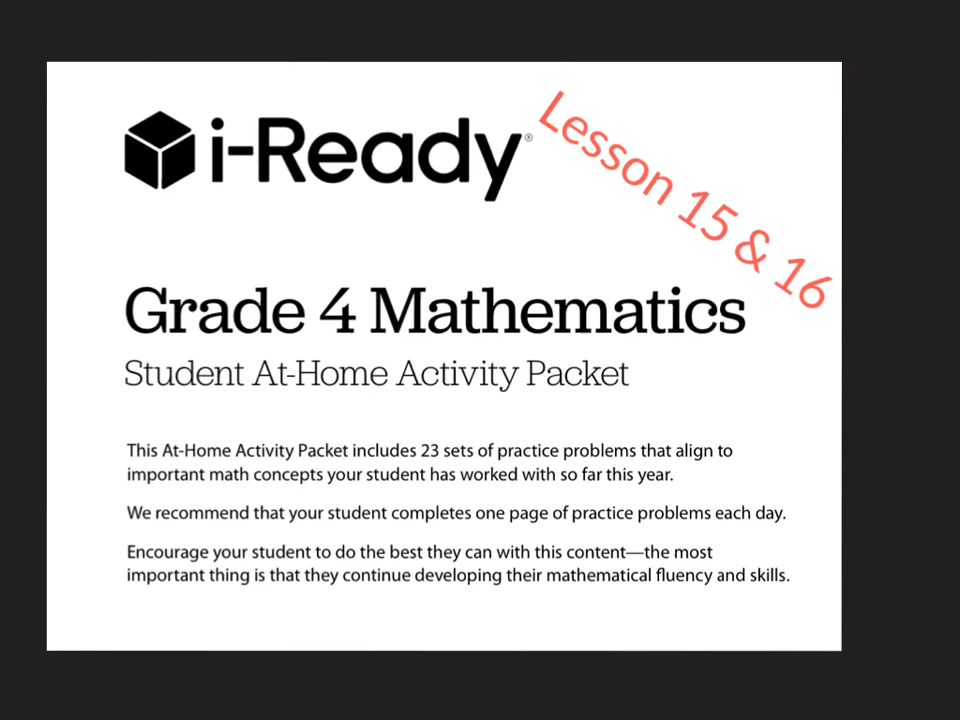 i-Ready®
Lesson 15 & 16
Grade 4 Mathematics
Student At-Home Activity Packet
This At-Home Activity Packet includes 23 sets of practice problems that align to
important math concepts your student has worked with so far this year.
We recommend that your student completes one page of practice problems each day.
Encourage your student to do the best they can with this content—the most
important thing is that they continue developing their mathematical fluency and skills.